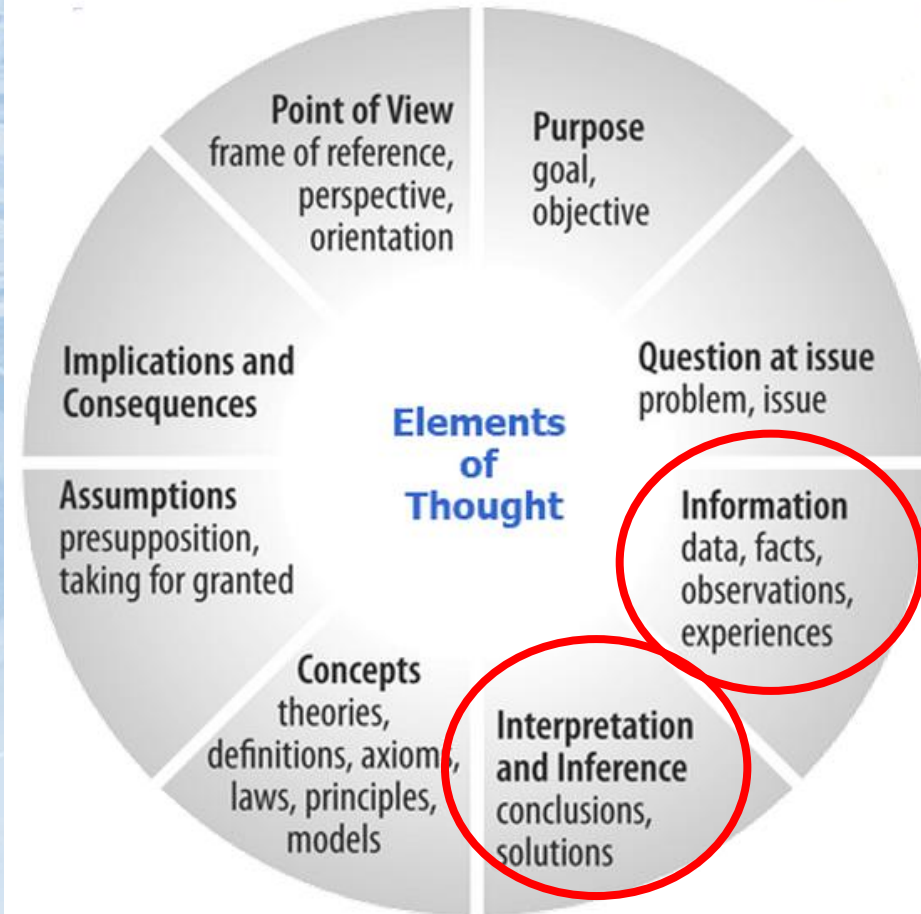 Point of View
frame of reference,
perspective,
orientation
Purpose
goal,
objective
Question at issue
problem, issue
Information
data, facts,
observations,
experiences
Interpretation
and Inference
conclusions,
solutions
Concepts
theories,
definitions, axioms,
laws, principles,
models
Assumptions
presupposition,
taking for granted
Implications and
Consequences
Elements
of
Thought